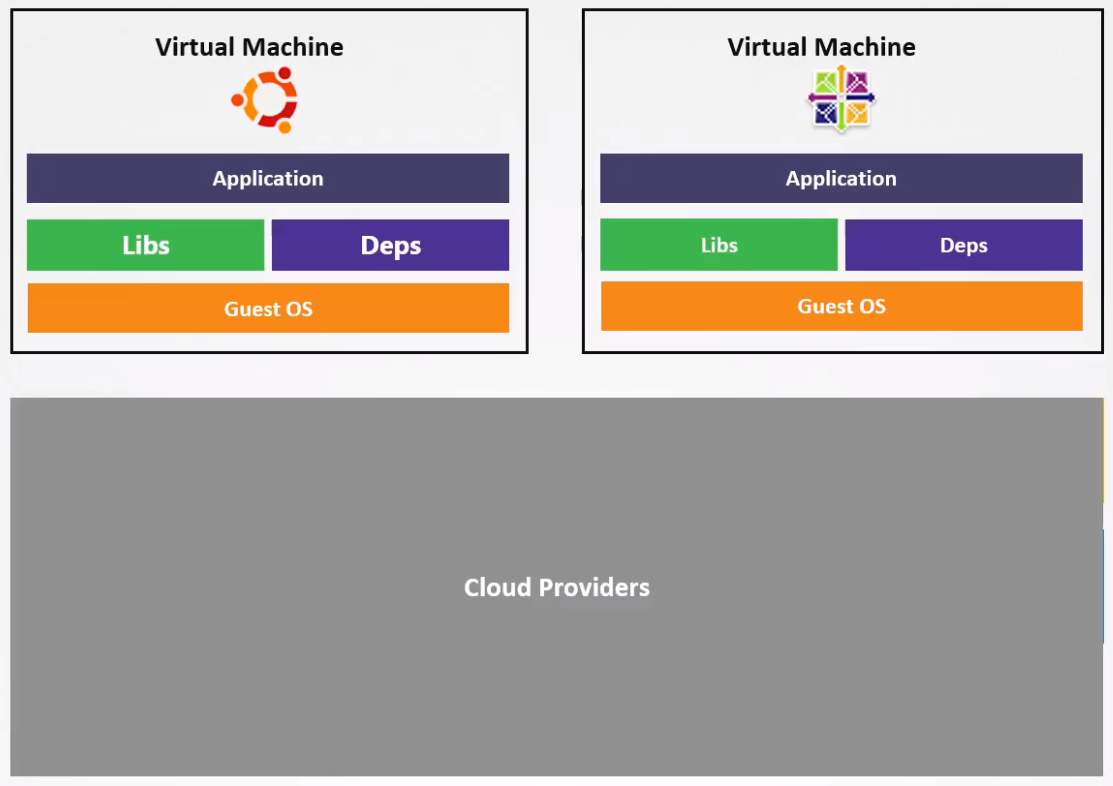 Virtual Machine
Application
Libs
Deps
Guest OS
Virtual Machine
Application
Libs
Deps
Guest OS
Cloud Providers